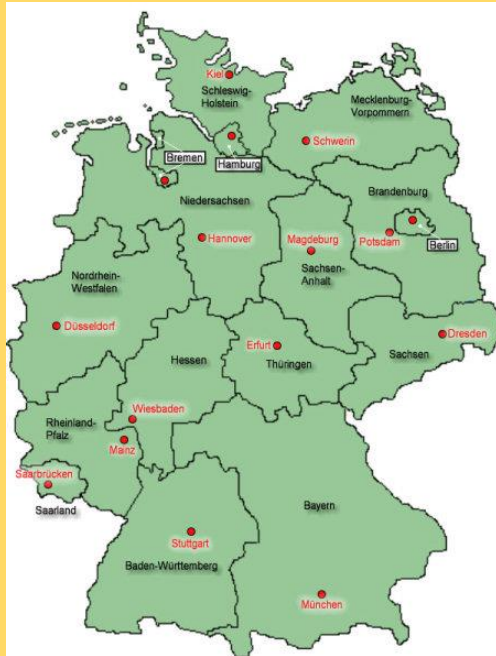 Kiel
Schleswig-
Holstein
Mecklenburg-
Vorpommern
Schwerin
Bremen
Hamburg
Brandenburg
Niedersachsen
Hannover
Magdeburg
Potsdam
Berlin
Sachsen-
Anhalt
Nordrhein-
Westfalen
Düsseldorf
Hessen
Erfurt
Thüringen
Sachsen
Dresden
Wiesbaden
Rheinland-
Pfalz
Mainz
Saarbrücken
Saarland
Bayern
Stuttgart
Baden-Württemberg
München